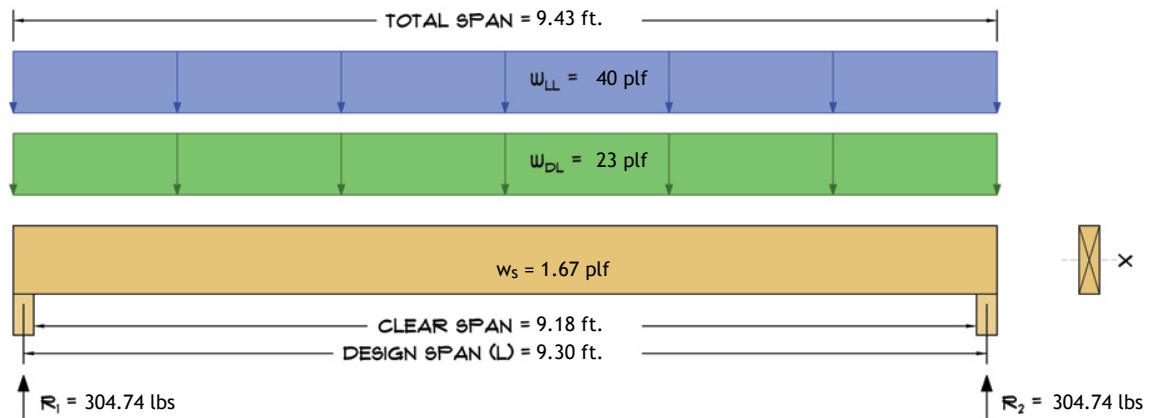 TOTAL SPAN = 9.43 ft.
WLL = 40 plf
WDL = 23 plf
ws = 1.67 plf
X
CLEAR SPAN = 9.18 ft.
DESIGN SPAN (L) = 9.30 ft.
R1 = 304.74 lbs
R2 = 304.74 lbs